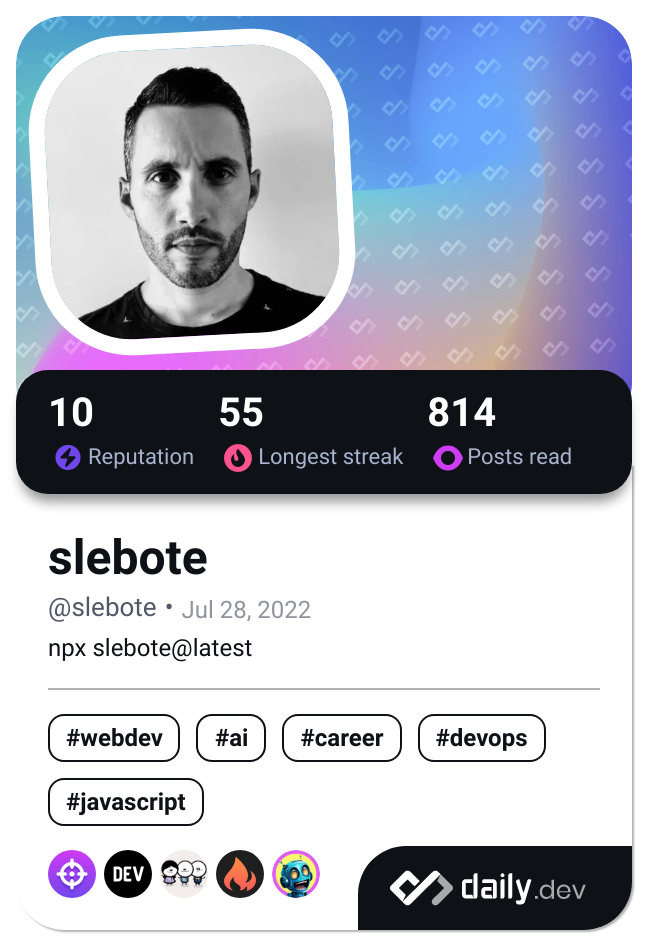 10 55 814
Reputation Longest streak Posts read
slebote
@slebote • Jul 28, 2022
npx slebote@latest
#webdev #ai #career #devops
#javascript
DEV
daily.dev